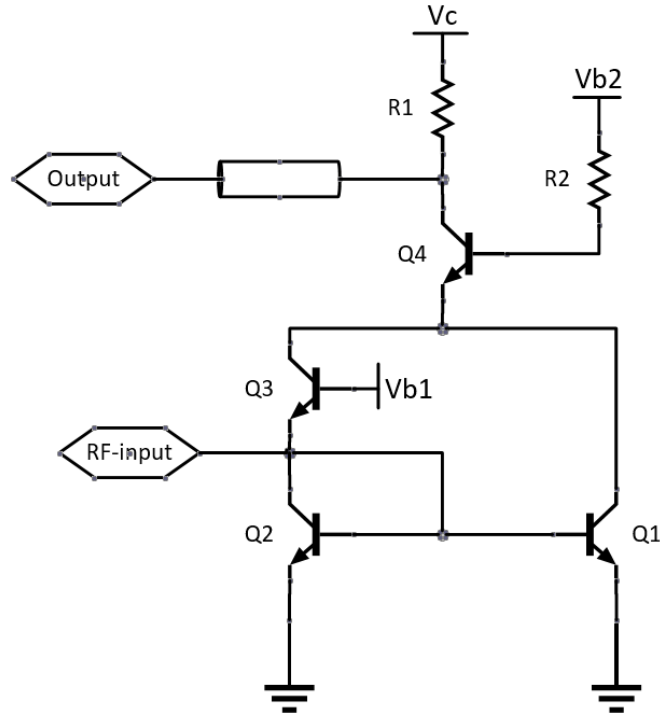 Vc
Vb2
R1
R2
Output
Q4
Q3
Vb1
RF-input
Q2
Q1